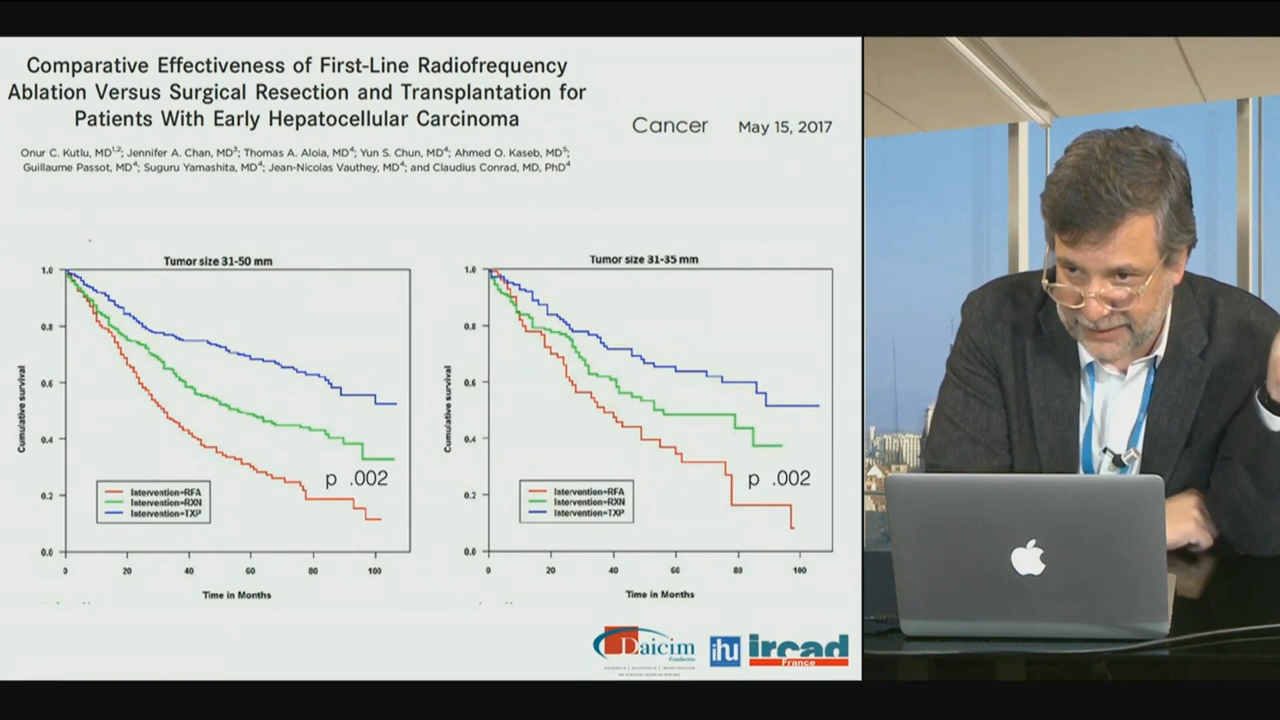 Comparative Effectiveness of First-Line Radiofrequency
Ablation Versus Surgical Resection and Transplantation for
Patients With Early Hepatocellular Carcinoma
Cancer May 15, 2017
Onur C. Kutlu, MD1,2; Jennifer A. Chan, MD3; Thomas A. Aloia, MD4; Yun S. Chun, MD4; Ahmed O. Kaseb, MD5;
Guillaume Passot, MD4; Suguru Yamashita, MD4; Jean-Nicolas Vauthey, MD4; and Claudius Conrad, MD, PhD4
Tumor size 31-50 mm
Cumulative survival
1.0
0.8
0.6
0.4
0.2
0.0
p .002
Intervention=RFA
Intervention=RXN
Intervention=TXP
0 20 40 60 80 100
Time in Months
Tumor size 31-35 mm
Cumulative survival
1.0
0.8
0.6
0.4
0.2
0.0
p .002
Intervention=RFA
Intervention=RXN
Intervention=TXP
0 20 40 60 80 100
Time in Months
Daicim
Fundación
ihu
ircad
France